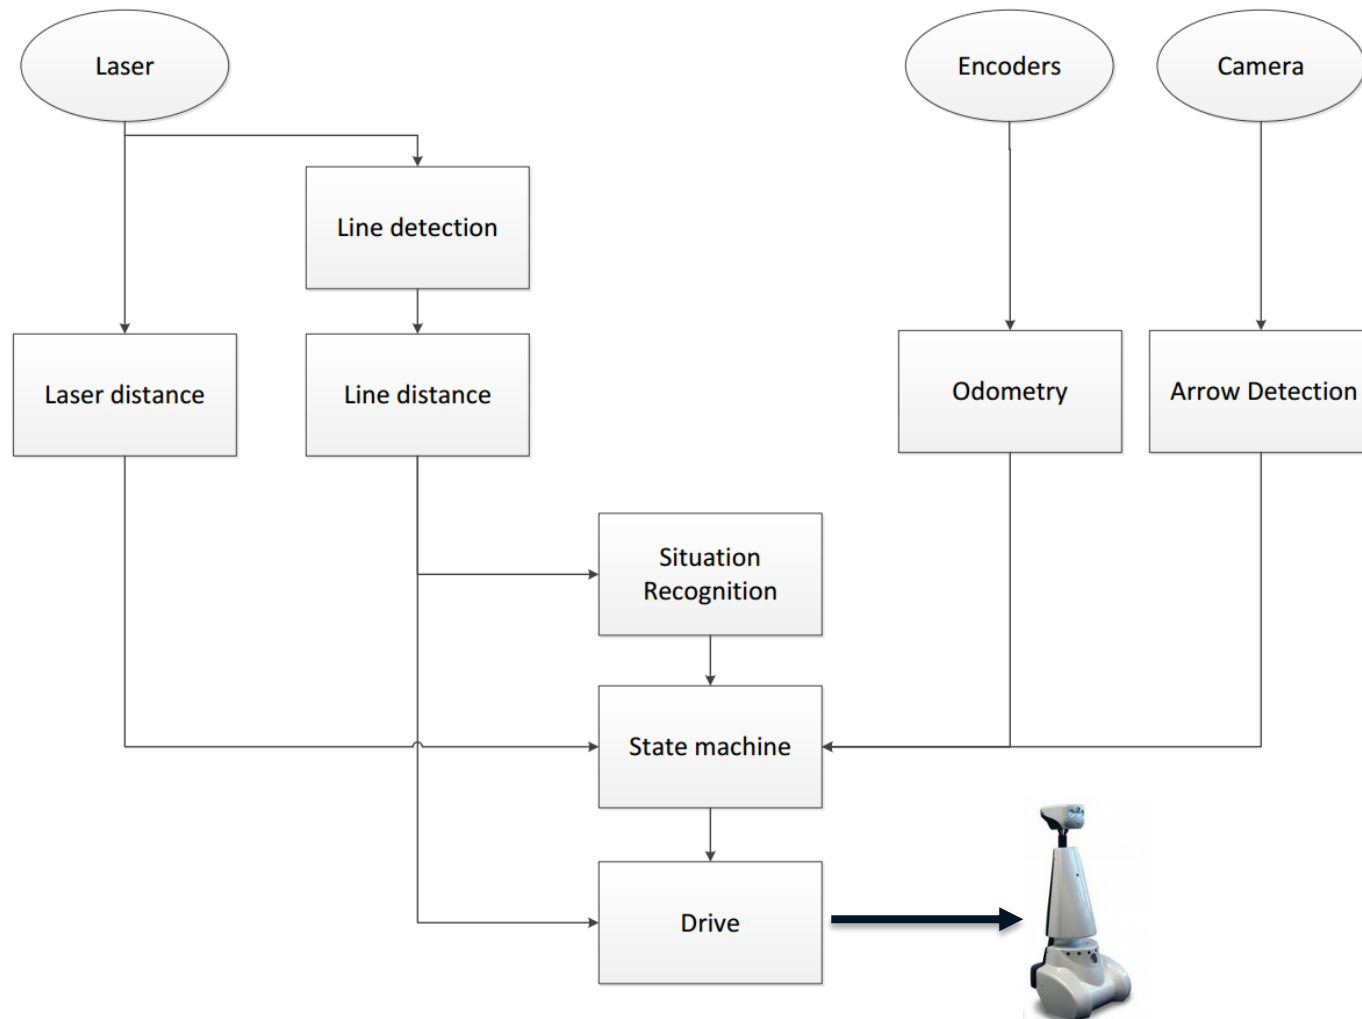 Laser
Encoders
Camera
Line detection
Laser distance
Line distance
Odometry
Arrow Detection
Situation
Recognition
State machine
Drive